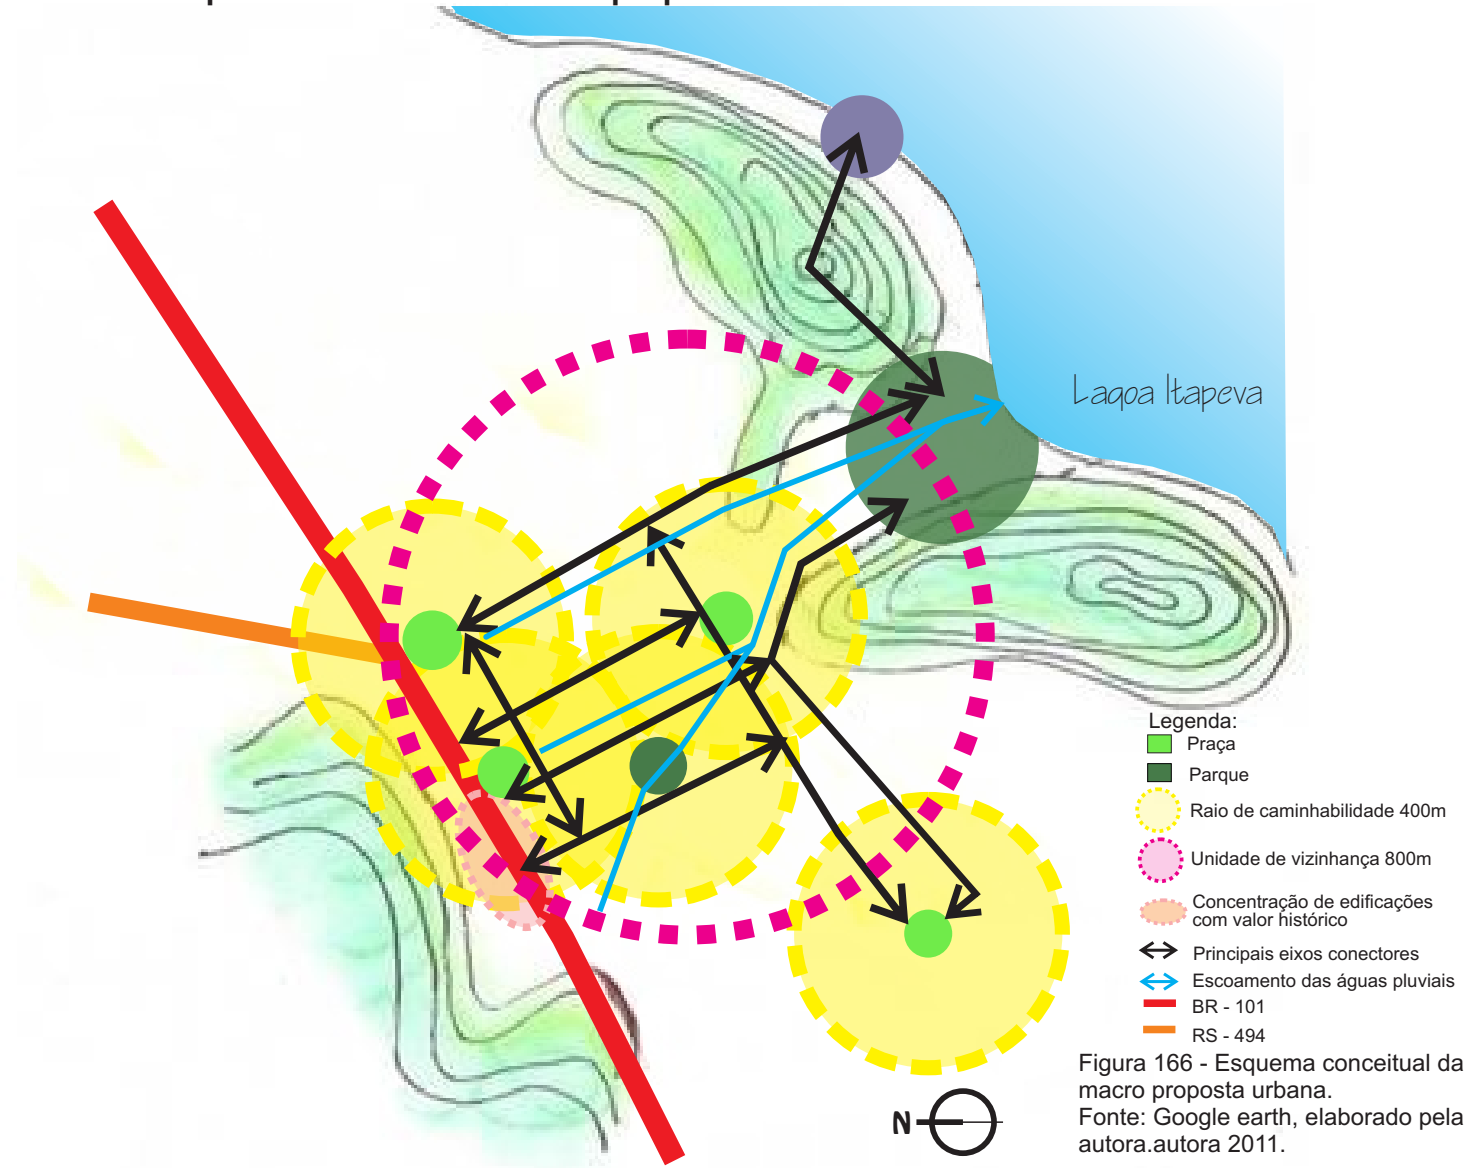 Lagoa Itapeva
Legenda:
Praça
Parque
Raio de caminhabilidade 400m
Unidade de vizinhança 800m
Concentração de edificações
com valor histórico
Principais eixos conectores
Escoamento das águas pluviais
BR - 101
RS - 494
Figura 166 - Esquema conceitual da
macro proposta urbana.
Fonte: Google earth, elaborado pela
autora.autora 2011.
N